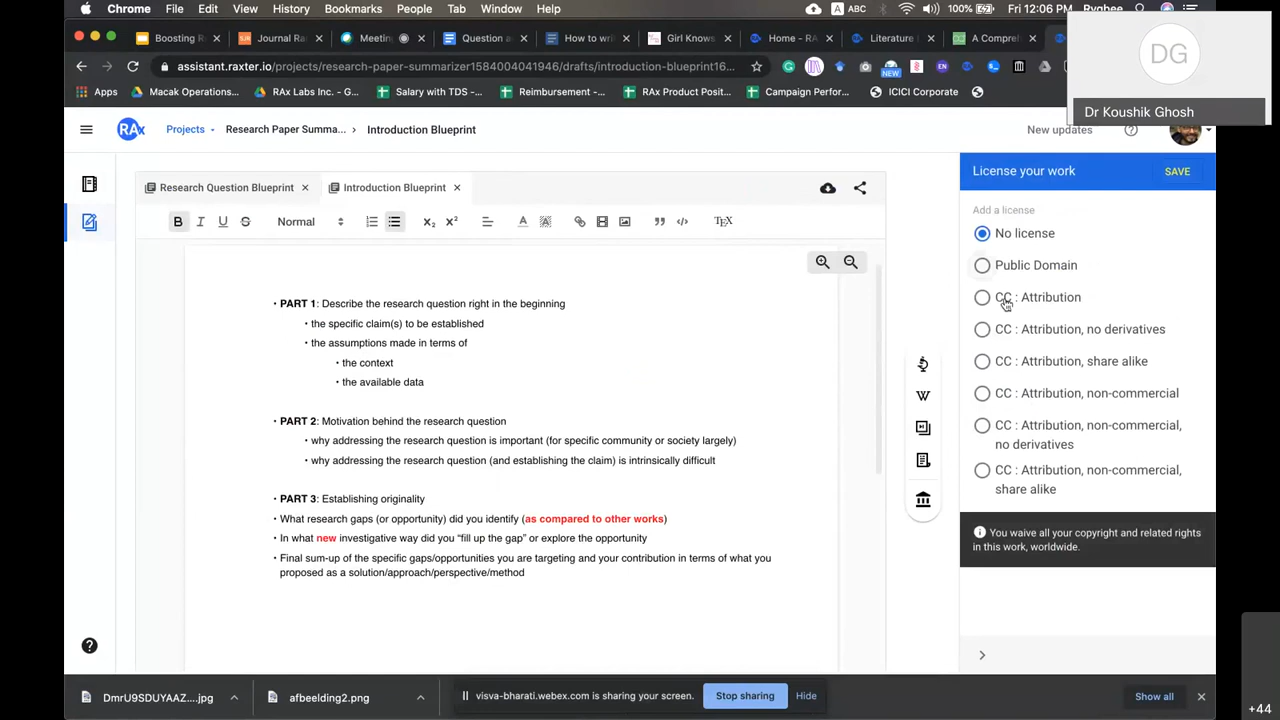 Chrome File Edit View History Bookmarks People Tab Window Help
A ABC 100% Fri 12:06 PM Rygbee
Boosting R
Journal Ra
Meetin
Question a
How to wri
Girl Knows
Home - RA
Literature
A Compre
assistant.raxter.io/projects/research-paper-summarizer1594004041946/drafts/introduction-blueprint16...
NEW
Apps Macak Operations... RAx Labs Inc. - G... Salary with TDS -... Reimbursement -... RAx Product Posit... Campaign Perfor... ICICI Corporate
DG
Dr Koushik Ghosh
RAx Projects Research Paper Summa... > Introduction Blueprint New updates
Research Question Blueprint Introduction Blueprint
B I U S Normal X₂ X² A A TEX
PART 1: Describe the research question right in the beginning
the specific claim(s) to be established
the assumptions made in terms of
the context
the available data
PART 2: Motivation behind the research question
why addressing the research question is important (for specific community or society largely)
why addressing the research question (and establishing the claim) is intrinsically difficult
PART 3: Establishing originality
What research gaps (or opportunity) did you identify (as compared to other works)
In what new investigative way did you “fill up the gap” or explore the opportunity
Final sum-up of the specific gaps/opportunities you are targeting and your contribution in terms of what you
proposed as a solution/approach/perspective/method
W
License your work SAVE
Add a license
No license
Public Domain
CC : Attribution
CC : Attribution, no derivatives
CC : Attribution, share alike
CC : Attribution, non-commercial
CC : Attribution, non-commercial,
no derivatives
CC : Attribution, non-commercial,
share alike
You waive all your copyright and related rights
in this work, worldwide.
DmrU9SDUYAAZ....jpg afbeelding2.png visva-bharati.webex.com is sharing your screen. Stop sharing Hide Show all
+44